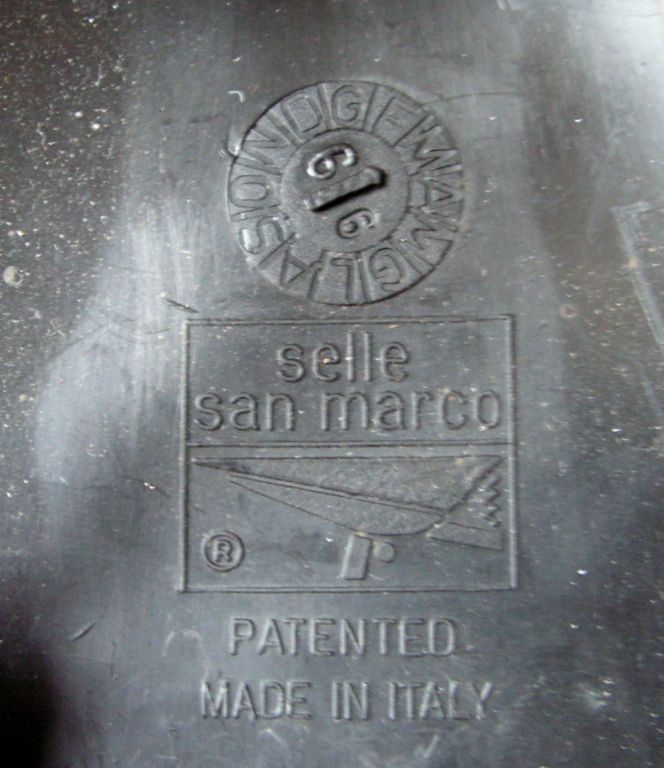 G F M A M G L A S O N D
selle
san marco
®
PATENTED
MADE IN ITALY